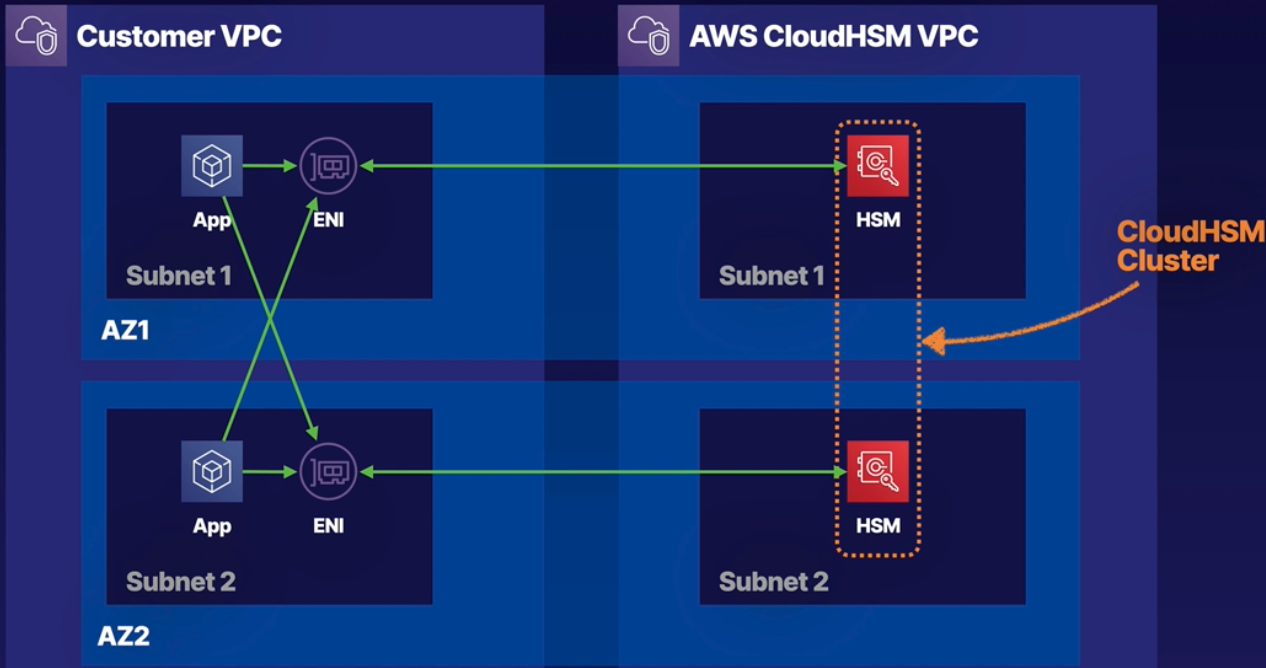 Customer VPC
AWS CloudHSM VPC
App
ENI
HSM
Subnet 1
Subnet 1
AZ1
CloudHSM
Cluster
App
ENI
HSM
Subnet 2
Subnet 2
AZ2